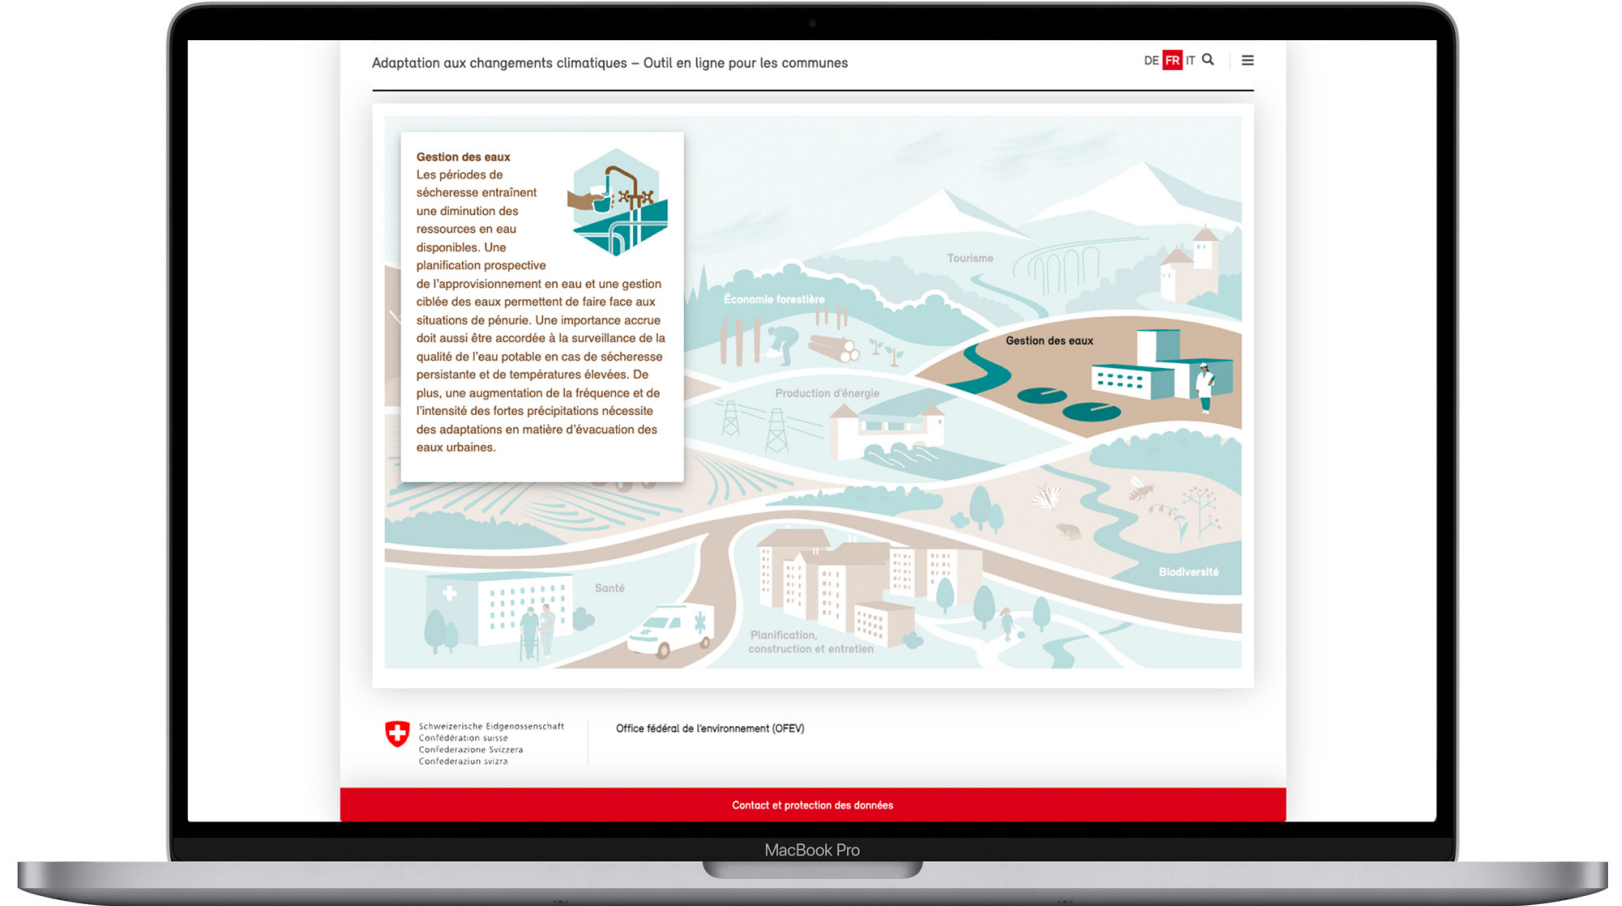 Adaptation aux changements climatiques – Outil en ligne pour les communes
DE FR IT
Gestion des eaux
Les périodes de
sécheresse entraînent
une diminution des
ressources en eau
disponibles. Une
planification prospective
de l'approvisionnement en eau et une gestion
ciblée des eaux permettent de faire face aux
situations de pénurie. Une importance accrue
doit aussi être accordée à la surveillance de la
qualité de l'eau potable en cas de sécheresse
persistante et de températures élevées. De
plus, une augmentation de la fréquence et de
l'intensité des fortes précipitations nécessite
des adaptations en matière d'évacuation des
eaux urbaines.
Tourisme
Économie forestière
Gestion des eaux
Production d'énergie
Biodiversité
Santé
Planification,
construction et entretien
Schweizerische Eidgenossenschaft
Confédération suisse
Confederazione Svizzera
Confederaziun svizra
Office fédéral de l'environnement (OFEV)
Contact et protection des données
MacBook Pro